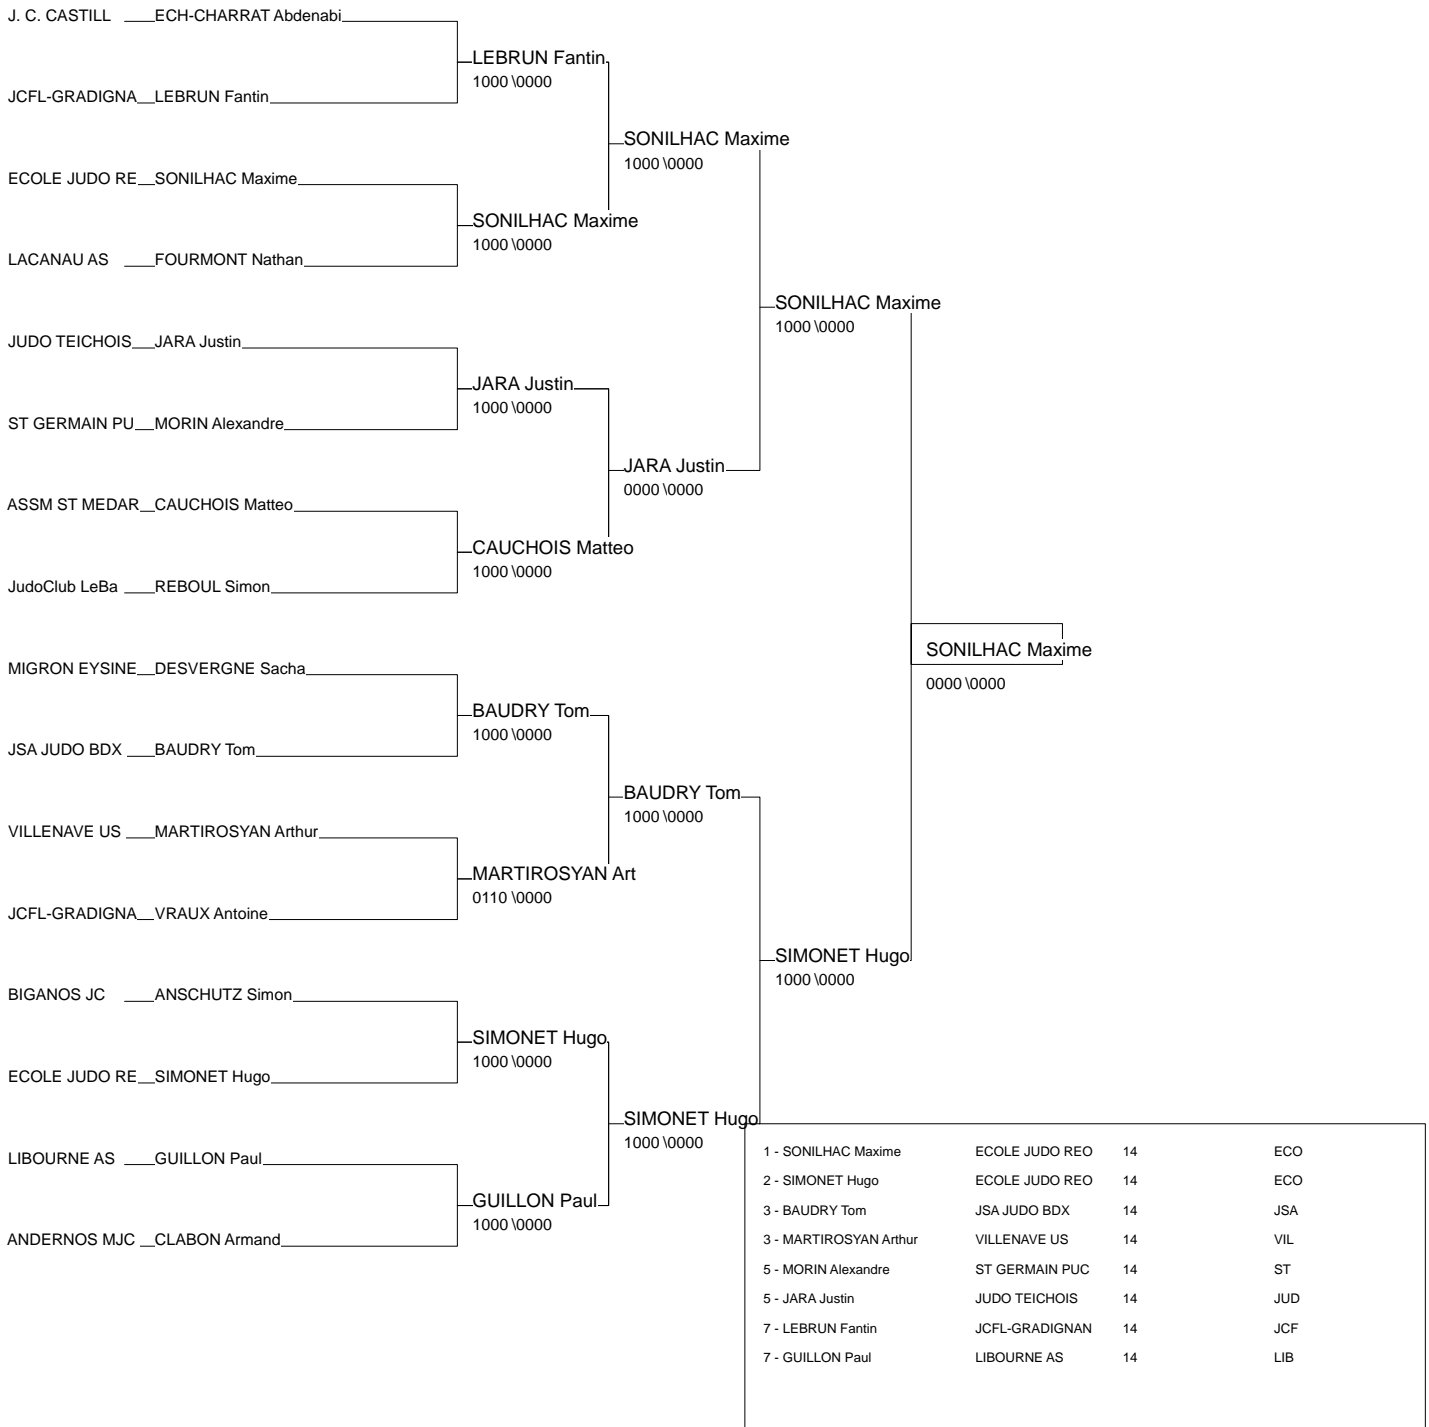 J. C. CASTILL ECH-CHARRAT Abdenabi
LEBRUN Fantin
1000 \0000
JCFL-GRADIGNA LEBRUN Fantin
SONILHAC Maxime
1000 \0000
ECOLE JUDO RE SONILHAC Maxime
SONILHAC Maxime
1000 \0000
LACANAU AS FOURMONT Nathan
SONILHAC Maxime
1000 \0000
JUDO TEICHOIS JARA Justin
JARA Justin
1000 \0000
ST GERMAIN PU MORIN Alexandre
JARA Justin
0000 \0000
ASSM ST MEDAR CAUCHOIS Matteo
CAUCHOIS Matteo
1000 \0000
JudoClub LeBa REBOUL Simon
SONILHAC Maxime
0000 \0000
MIGRON EYSINE DESVERGNE Sacha
BAUDRY Tom
1000 \0000
JSA JUDO BDX BAUDRY Tom
BAUDRY Tom
1000 \0000
VILLENAVE US MARTIROSYAN Arthur
MARTIROSYAN Art
0110 \0000
JCFL-GRADIGNA VRAUX Antoine
SIMONET Hugo
1000 \0000
BIGANOS JC ANSCHUTZ Simon
SIMONET Hugo
1000 \0000
ECOLE JUDO RE SIMONET Hugo
SIMONET Hugo
1000 \0000
LIBOURNE AS GUILLON Paul
GUILLON Paul
1000 \0000
ANDERNOS MJC CLABON Armand
1 - SONILHAC Maxime ECOLE JUDO REO 14 ECO
2 - SIMONET Hugo ECOLE JUDO REO 14 ECO
3 - BAUDRY Tom JSA JUDO BDX 14 JSA
3 - MARTIROSYAN Arthur VILLENAVE US 14 VIL
5 - MORIN Alexandre ST GERMAIN PUC 14 ST
5 - JARA Justin JUDO TEICHOIS 14 JUD
7 - LEBRUN Fantin JCFL-GRADIGNAN 14 JCF
7 - GUILLON Paul LIBOURNE AS 14 LIB